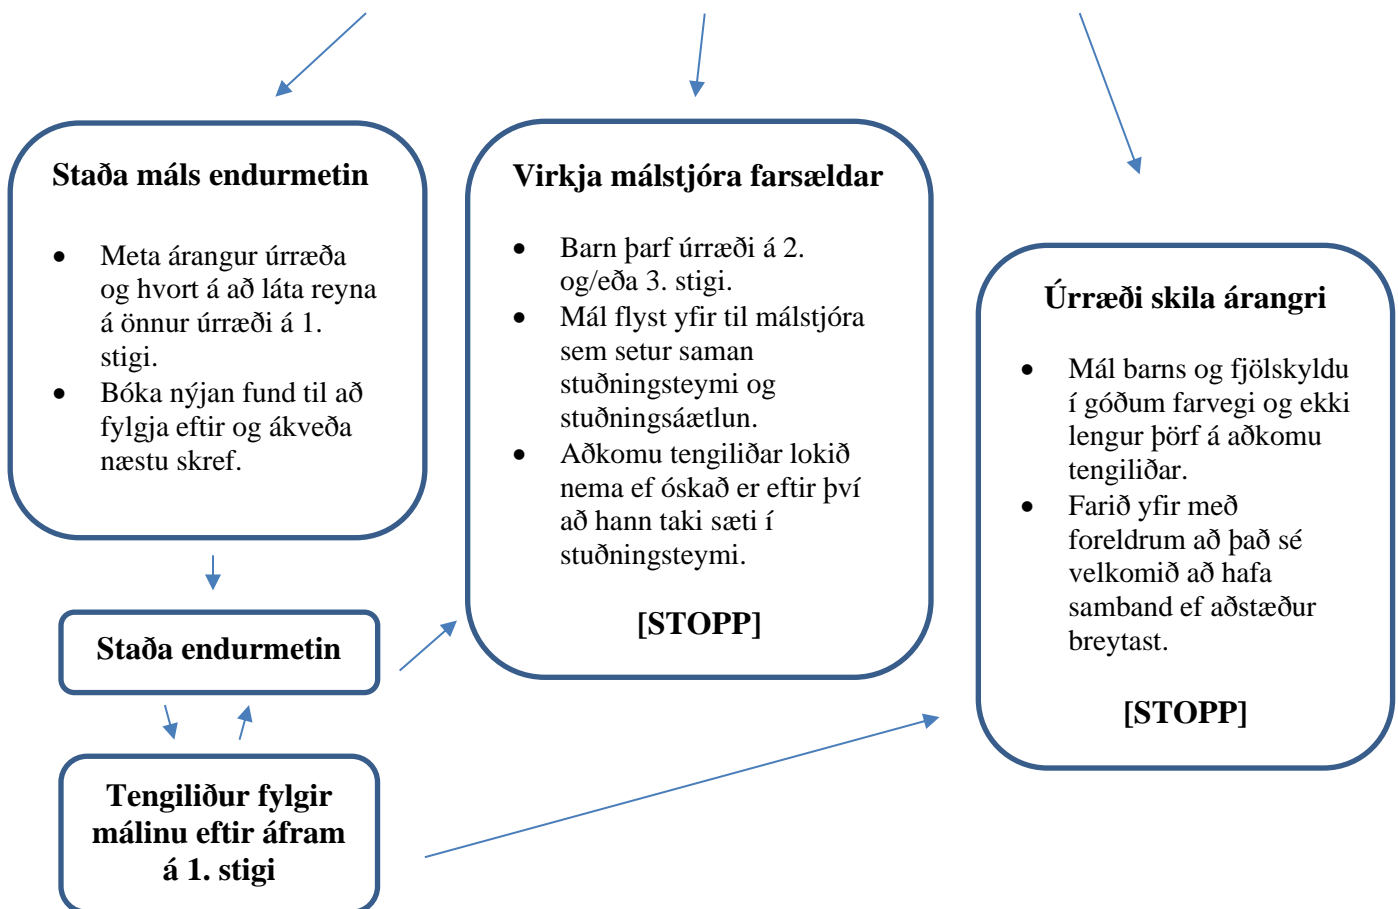 Staða máls endurmetin
• Meta árangur úrræða
og hvort á að láta reyna
á önnur úrræði á 1.
stigi.
• Bóka nýjan fund til að
fylgja eftir og ákveða
næstu skref.
Staða endurmetin
Tengiliður fylgir
málinu eftir áfram
á 1. stigi
Virkja málstjóra farsældar
• Barn þarf úrræði á 2.
og/eða 3. stigi.
• Mál flyst yfir til málstjóra
sem setur saman
stuðningsteymi og
stuðningsáætlun.
• Aðkomu tengiliðar lokið
nema ef óskað er eftir því
að hann taki sæti í
stuðningsteymi.
[STOPP]
Úrræði skila árangri
• Mál barns og fjölskyldu
í góðum farvegi og ekki
lengur þörf á aðkomu
tengiliðar.
• Farið yfir með
foreldrum að það sé
velkomið að hafa
samband ef aðstæður
breytast.
[STOPP]